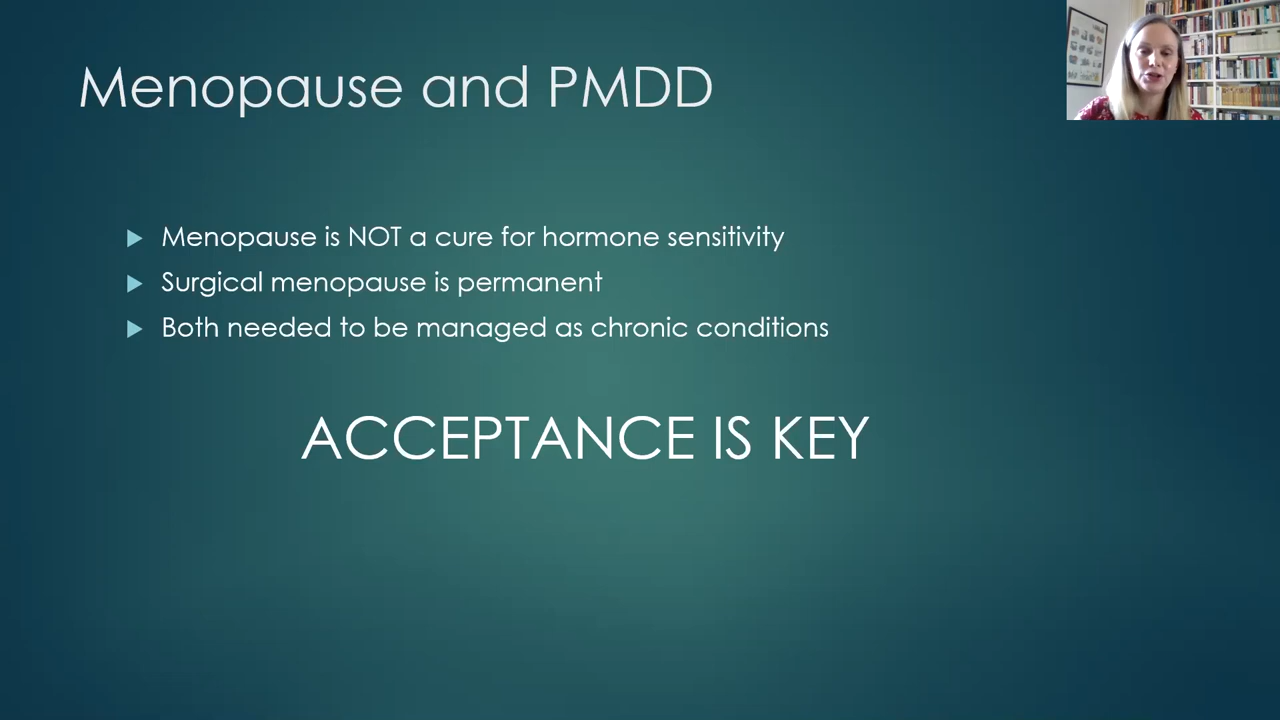 Menopause and PMDD
Menopause is NOT a cure for hormone sensitivity
Surgical menopause is permanent
Both needed to be managed as chronic conditions
ACCEPTANCE IS KEY